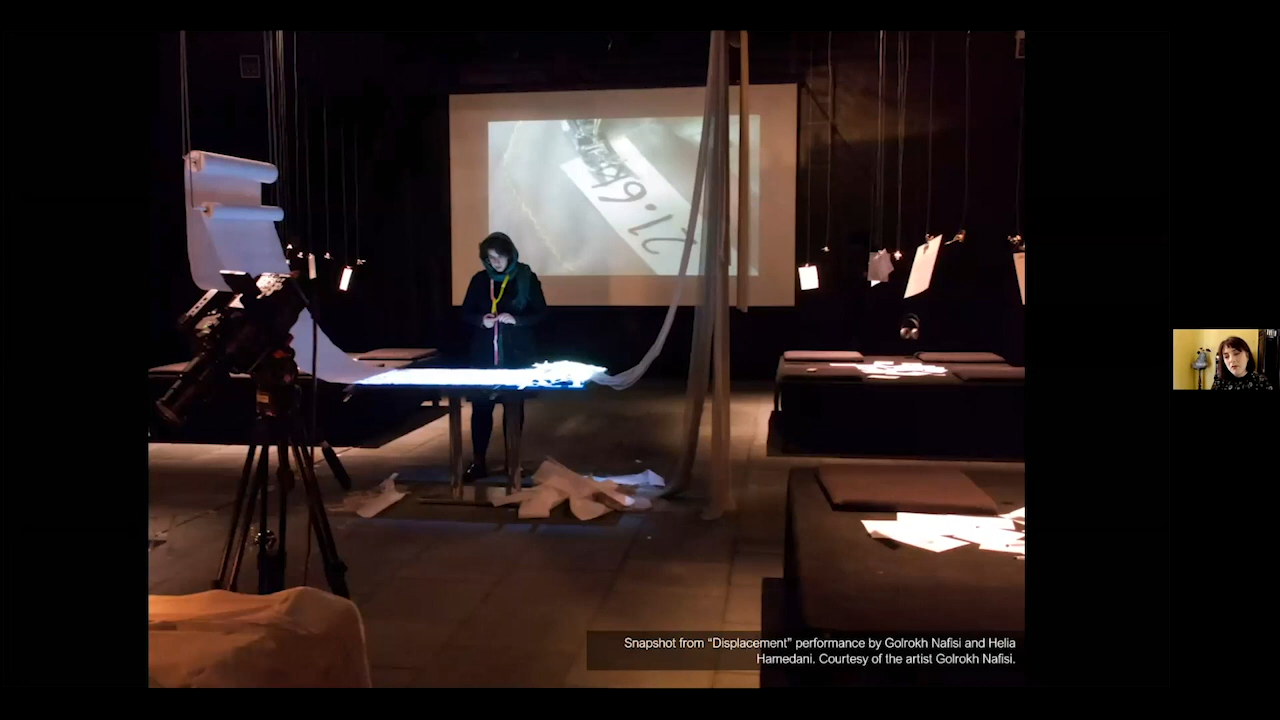 Snapshot from “Displacement” performance by Golrokh Nafisi and Helia
Hamedani. Courtesy of the artist Golrokh Nafisi.